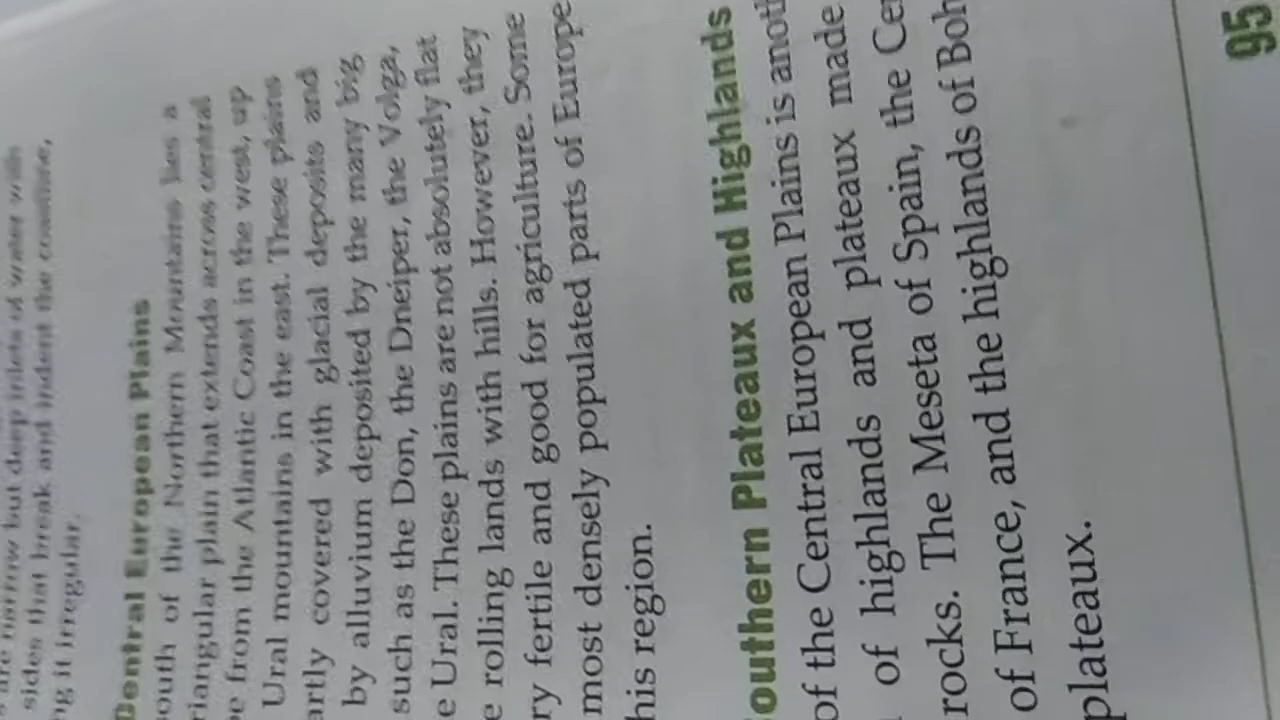 are narrow but deep inlets of water with
sides that break and indent the coastline,
ng it irregular.
Central European Plains
outh of the Northern Mountains lies a
riangular plain that extends across central
e from the Atlantic Coast in the west, up
Ural mountains in the east. These plains
artly covered with glacial deposits and
by alluvium deposited by the many big
such as the Don, the Dneiper, the Volga,
e Ural. These plains are not absolutely flat
e rolling lands with hills. However, they
ry fertile and good for agriculture. Some
most densely populated parts of Europe
his region.
outhern Plateaux and Highlands
of the Central European Plains is anoth
of highlands and plateaux made
rocks. The Meseta of Spain, the Cen
of France, and the highlands of Boh
plateaux.
95